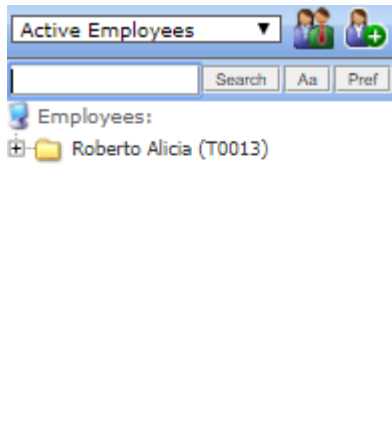 Active Employees
Search Aa Pref
Employees:
Roberto Alicia (T0013)